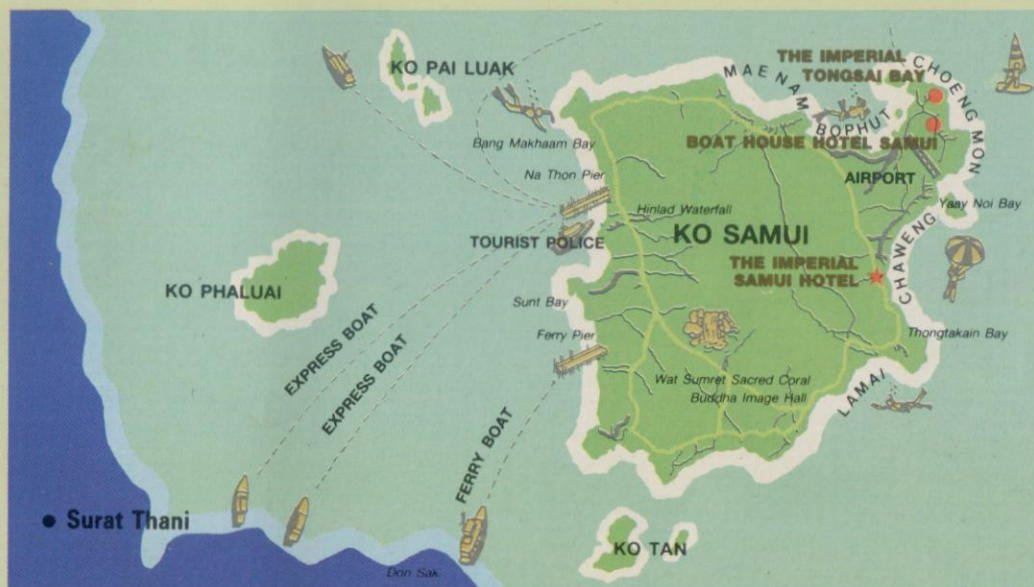 KO PAI LUAK
THE IMPERIAL
TONGSAI BAY
CHOENG MON
MAENAM
BOPHUT
BOAT HOUSE HOTEL SAMUI
Bang Makhaam Bay
Na Thon Pier
AIRPORT
Yaay Noi Bay
Hinlad Waterfall
TOURIST POLICE
KO SAMUI
THE IMPERIAL
SAMUI HOTEL
CHAWENG
KO PHALUAI
Sunt Bay
Ferry Pier
Thongtakain Bay
EXPRESS BOAT
EXPRESS BOAT
Wat Sumret Sacred Coral
Buddha Image Hall
LAMAI
FERRY BOAT
Surat Thani
KO TAN
Don Sak